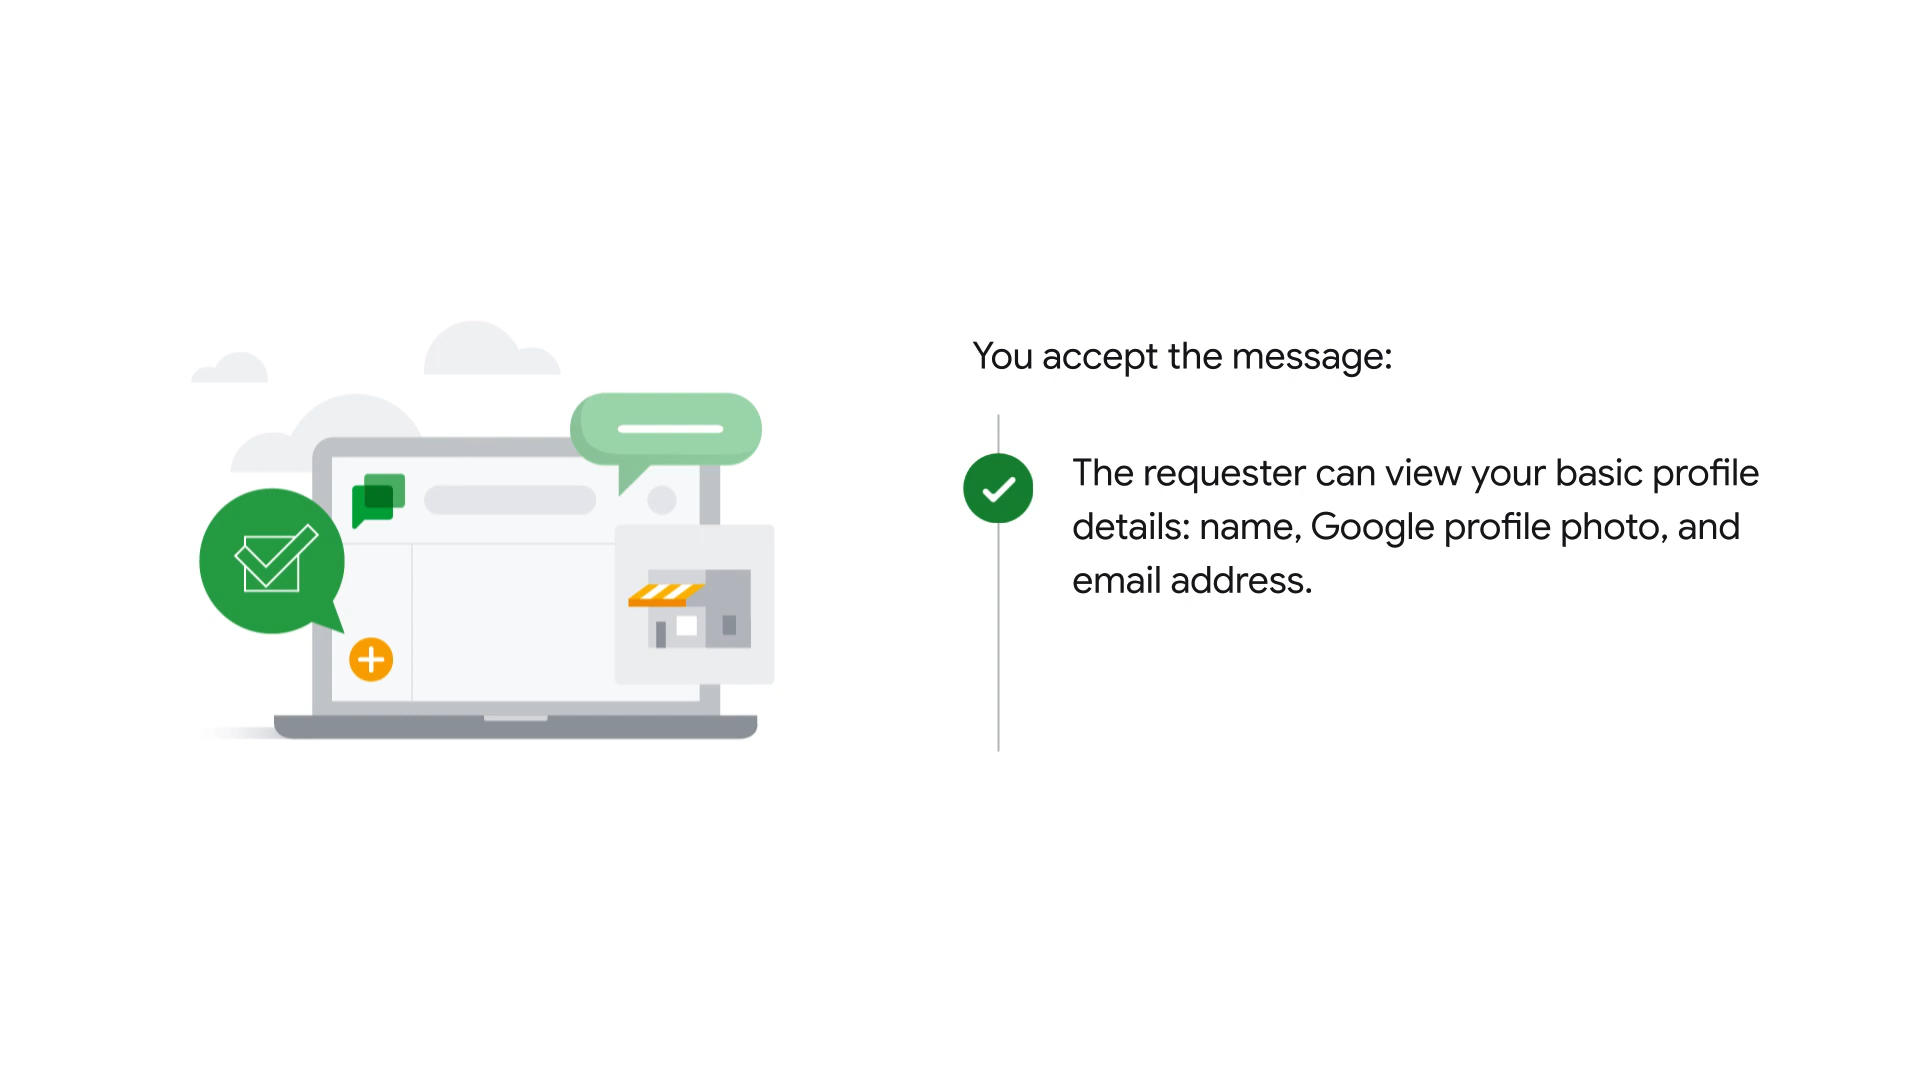 You accept the message:
The requester can view your basic profile
details: name, Google profile photo, and
email address.